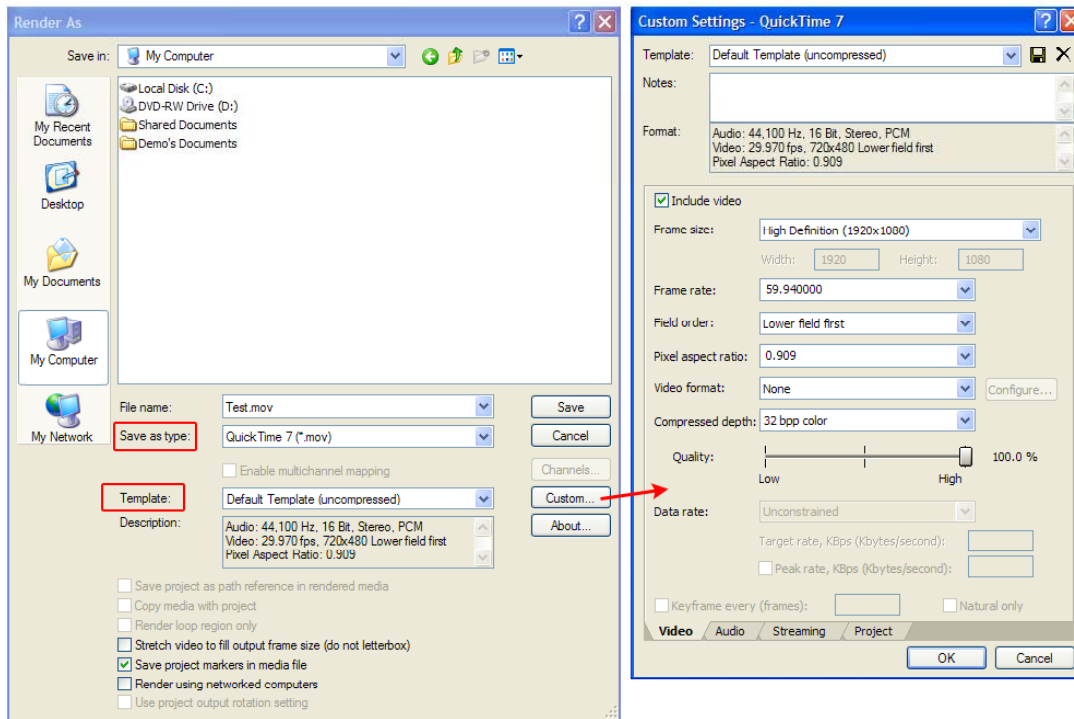 Render As
Save in: My Computer
Local Disk (C:)
DVD-RW Drive (D:)
Shared Documents
Demo's Documents
My Recent
Documents
Desktop
My Documents
My Computer
My Network
File name: Test.mov Save
Save as type: QuickTime 7 (*.mov) Cancel
Enable multichannel mapping Channels...
Template: Default Template (uncompressed) Custom...
Description: About...
Audio: 44,100 Hz, 16 Bit, Stereo, PCM
Video: 29.970 fps, 720x480 Lower field first
Pixel Aspect Ratio: 0.909
Save project as path reference in rendered media
Copy media with project
Render loop region only
Stretch video to fill output frame size (do not letterbox)
Save project markers in media file
Render using networked computers
Use project output rotation setting
Custom Settings - QuickTime 7
Template: Default Template (uncompressed)
Notes:
Format: Audio: 44,100 Hz, 16 Bit, Stereo, PCM
Video: 29.970 fps, 720x480 Lower field first
Pixel Aspect Ratio: 0.909
Include video
Frame size: High Definition (1920x1080)
Width: 1920 Height: 1080
Frame rate: 59.940000
Field order: Lower field first
Pixel aspect ratio: 0.909
Video format: None Configure...
Compressed depth: 32 bpp color
Quality: 100.0 %
Low High
Data rate: Unconstrained
Target rate, KBps (Kbytes/second):
Peak rate, KBps (Kbytes/second):
Keyframe every (frames): Natural only
Video Audio Streaming Project
OK Cancel